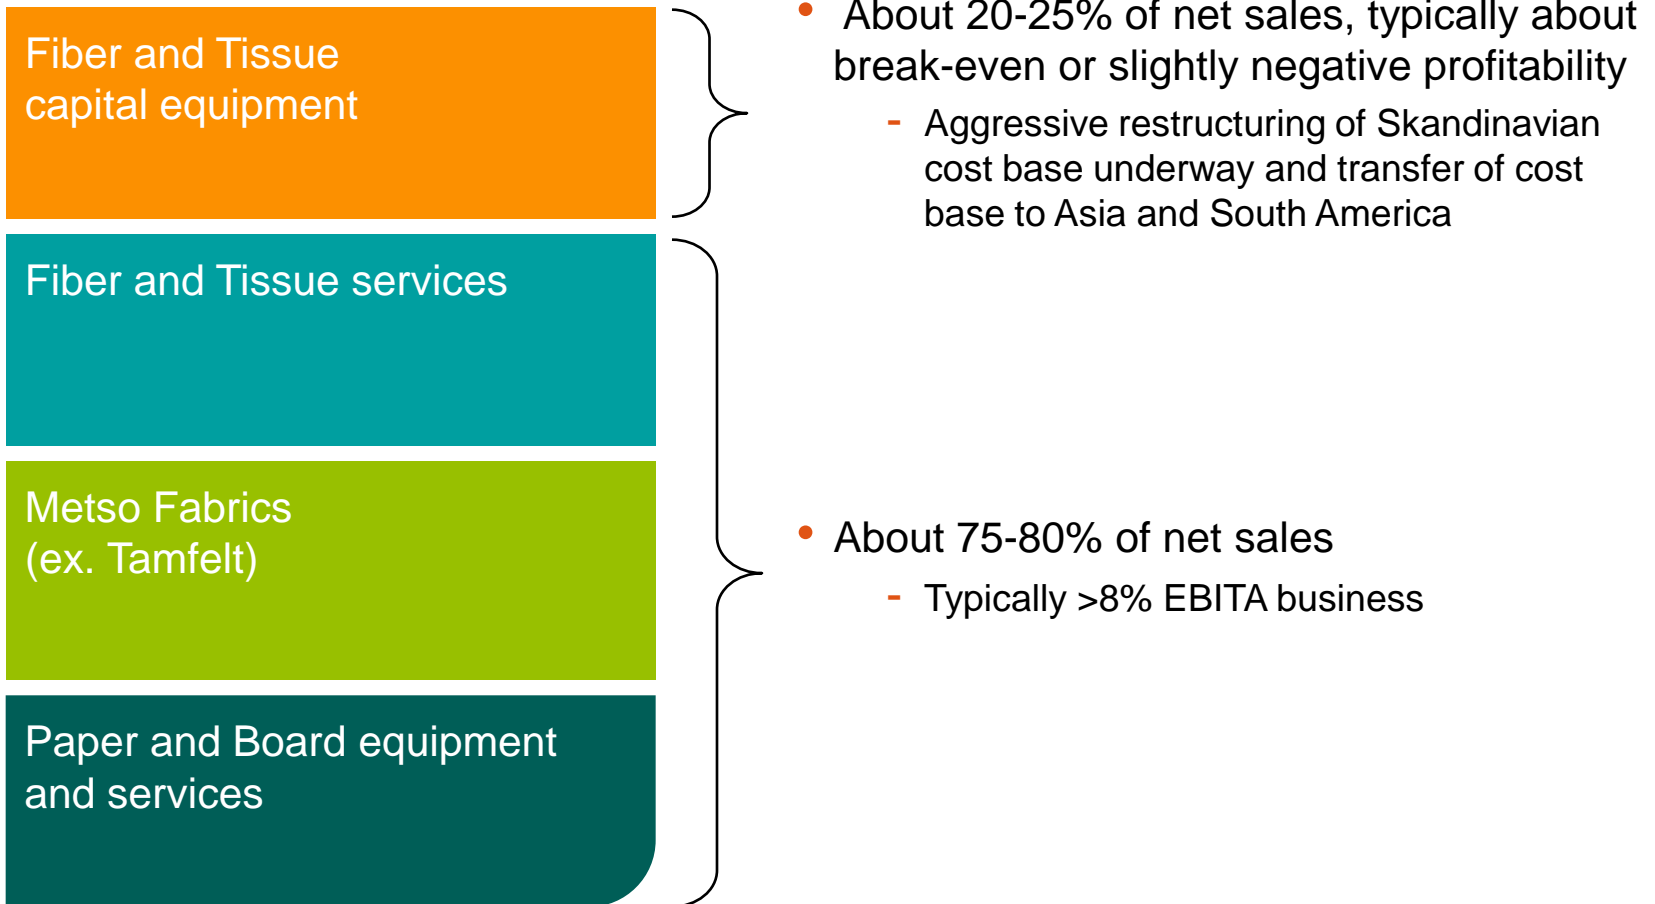 Fiber and Tissue
capital equipment
• About 20-25% of net sales, typically about
break-even or slightly negative profitability
- Aggressive restructuring of Skandinavian
cost base underway and transfer of cost
base to Asia and South America
Fiber and Tissue services
Metso Fabrics
(ex. Tamfelt)
• About 75-80% of net sales
- Typically >8% EBITA business
Paper and Board equipment
and services